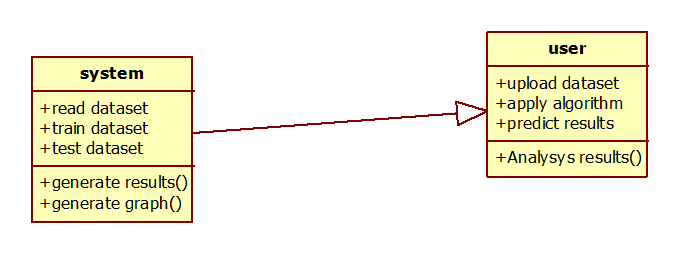 system
+read dataset
+train dataset
+test dataset
+generate results()
+generate graph()
user
+upload dataset
+apply algorithm
+predict results
+Analysys results()